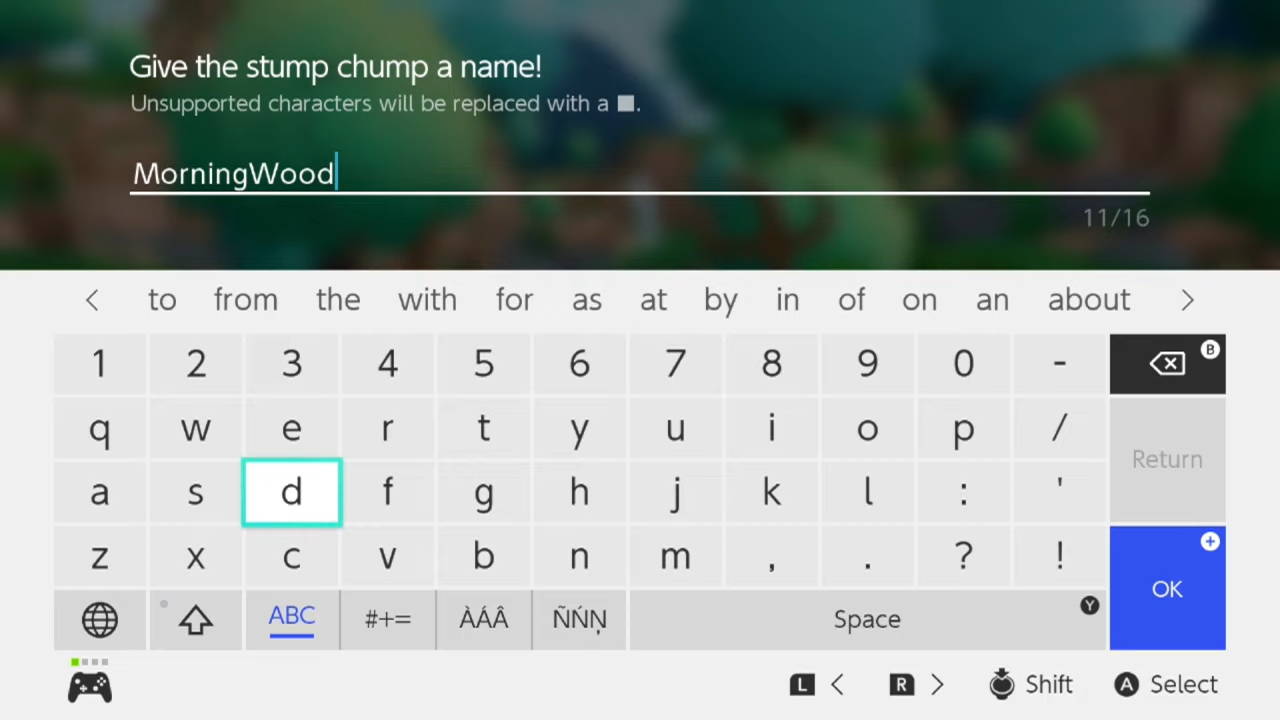 Give the stump chump a name!
Unsupported characters will be replaced with a ■.
MorningWood
11/16
< to from the with for as at by in of on an about >
1 2 3 4 5 6 7 8 9 0 - B
q w e r t y u i o p / Return
a s d f g h j k l : '
z x c v b n m , . ? ! + OK
ABC #+= ÀÁÂ ÑŃŅ Space Y
L < R > Shift A Select